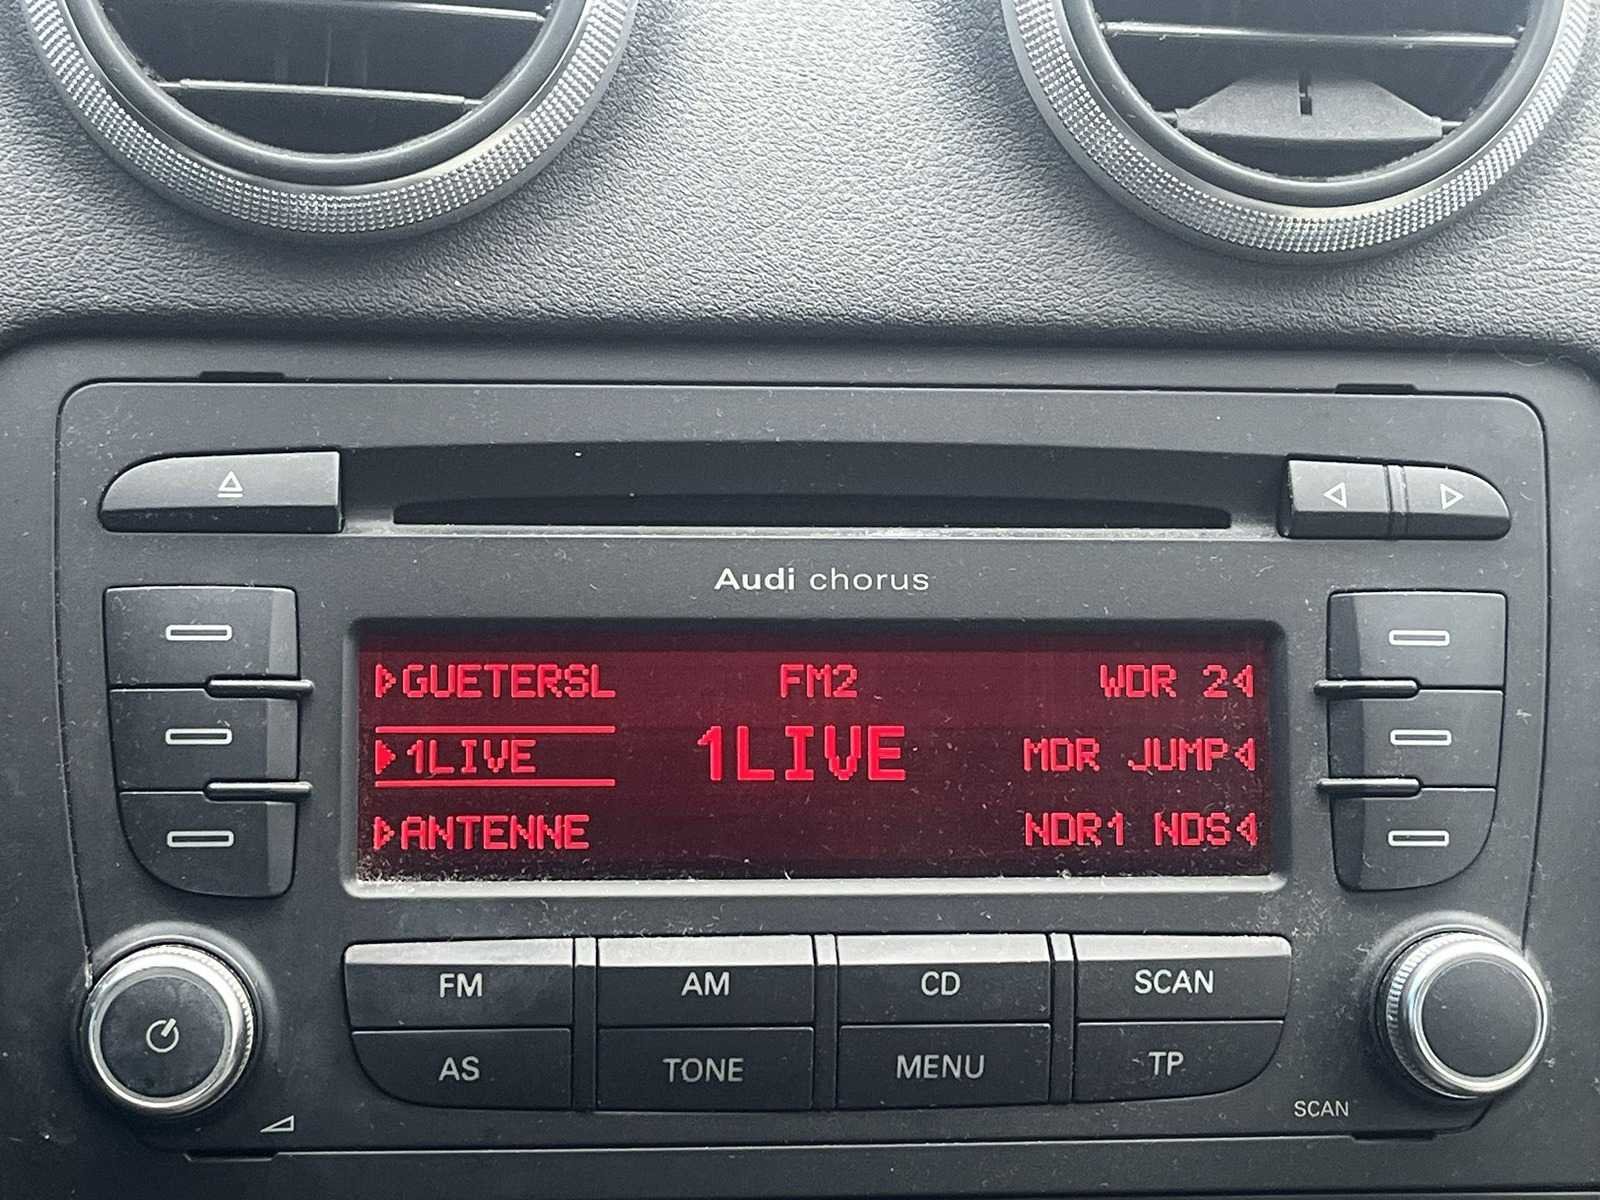 Audi chorus
GUETERSL FM2 WDR 2
1LIVE 1LIVE MDR JUMP
ANTENNE NDR1 NDS
FM AM CD SCAN
AS TONE MENU TP
SCAN